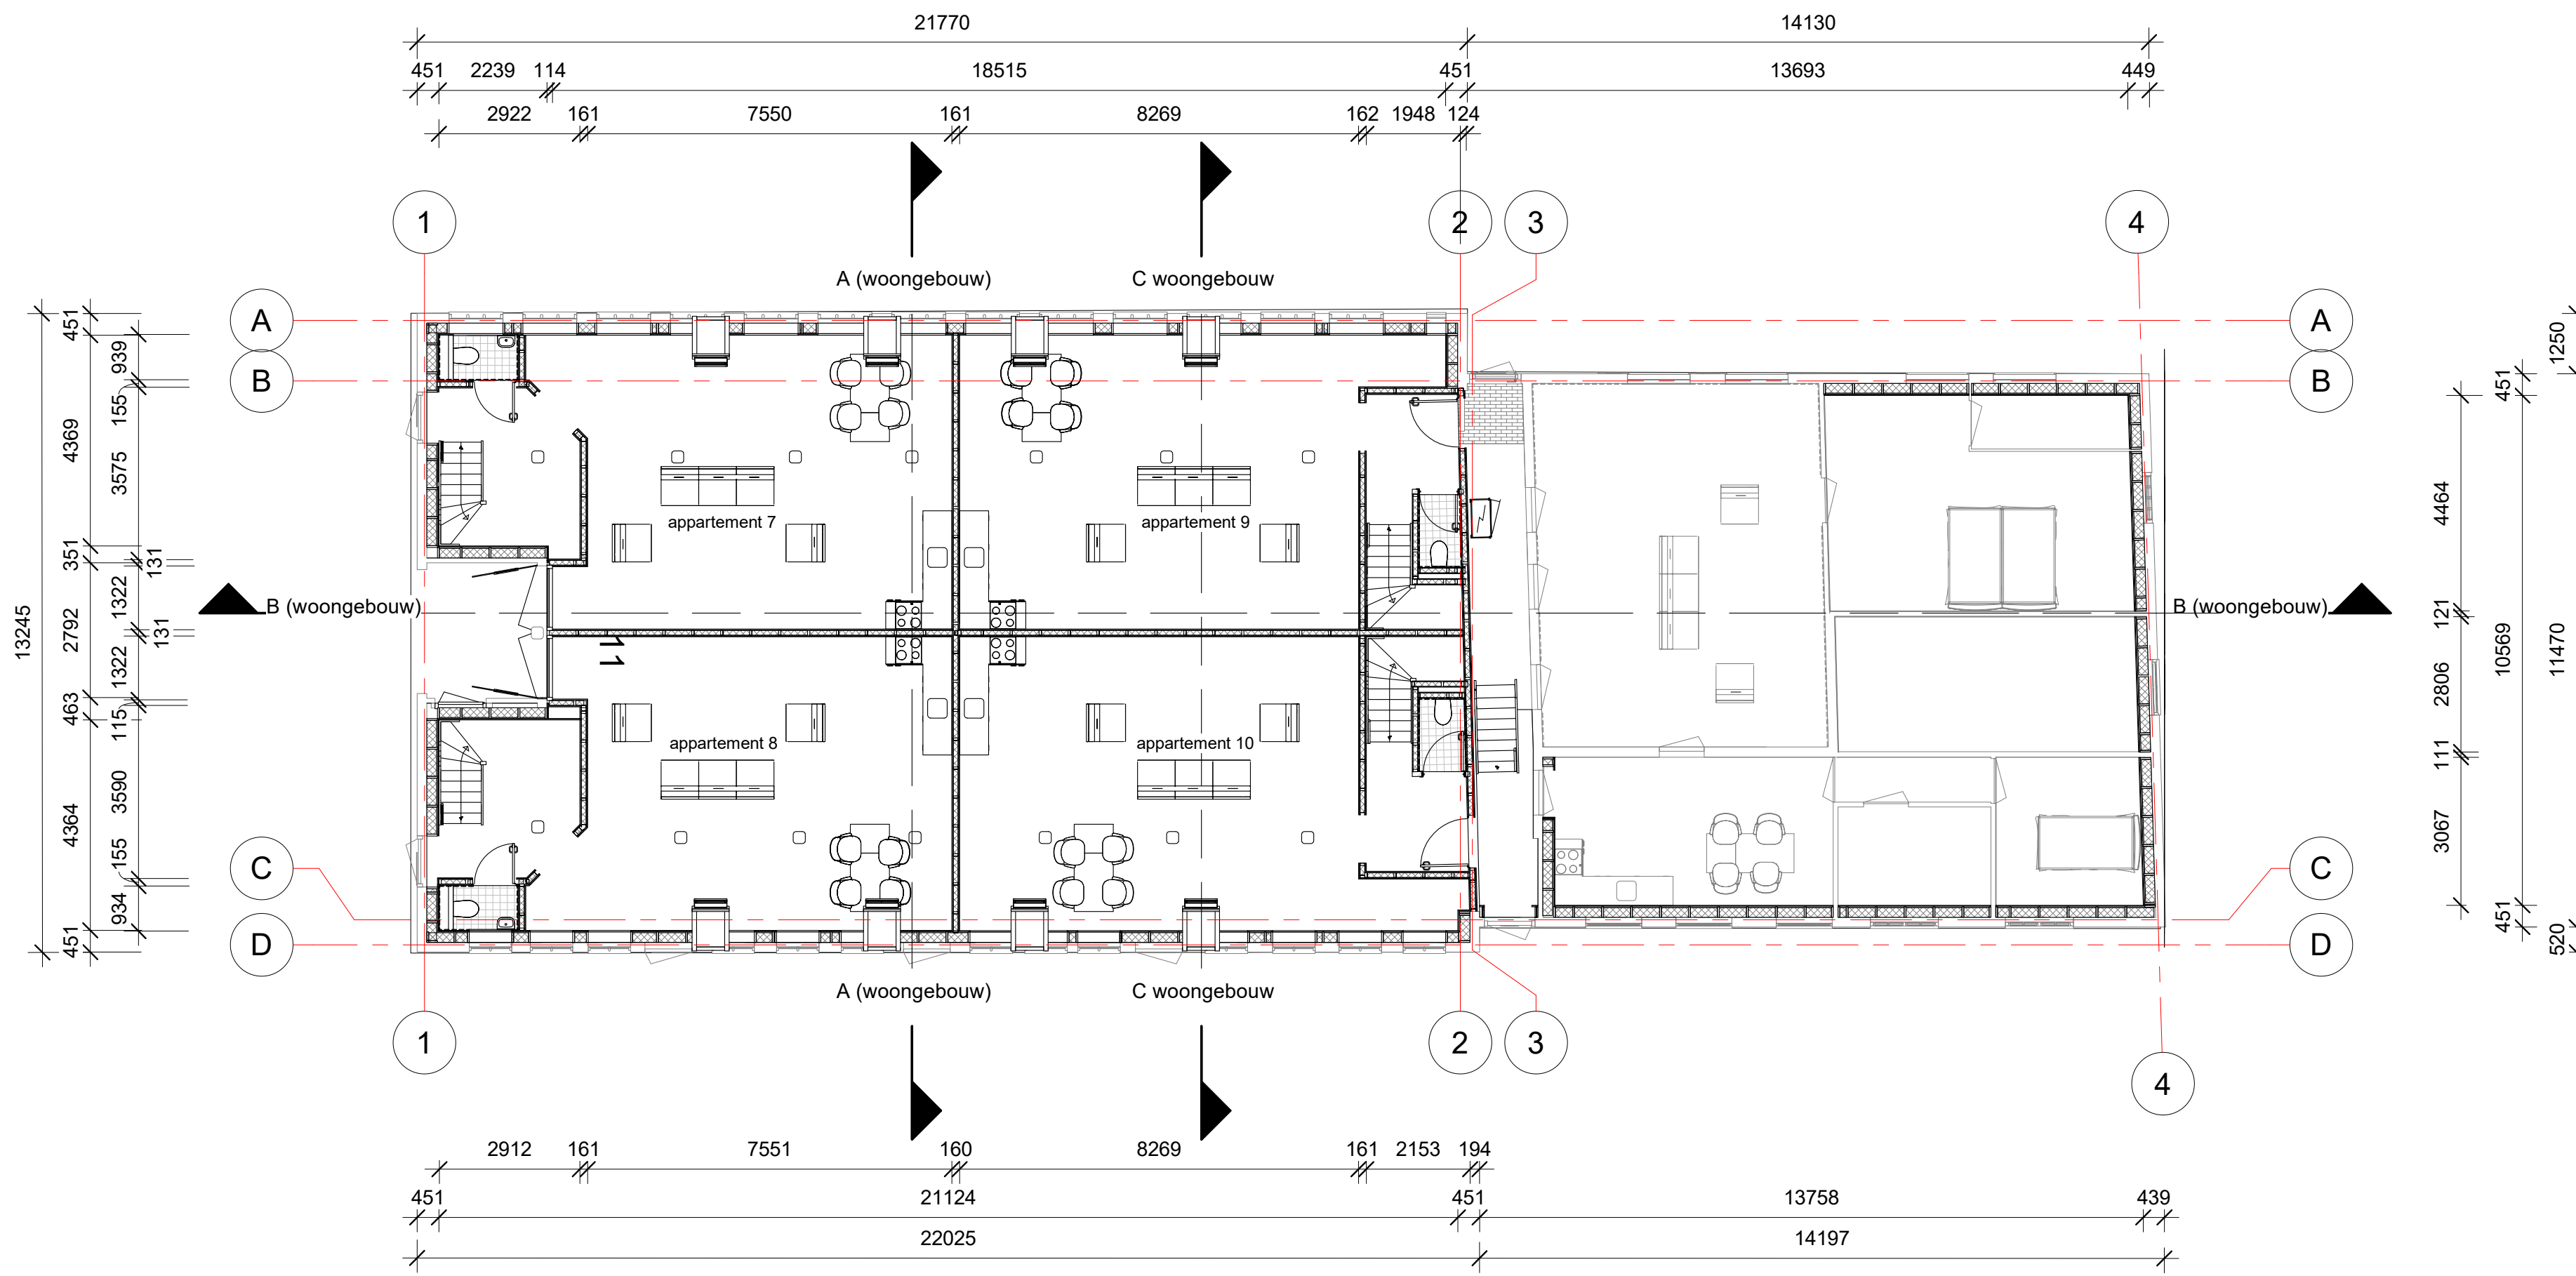 21770 14130
451 2239 114 18515 451 13693 449
2922 161 7550 161 8269 162 1948 124
1 2 3 4
A (woongebouw) C woongebouw
A A
B B
451
939
155
4369
3575
351
131
1322
13245
2792
131
1322
463
115
3590
4364
155
934
451
appartement 7 appartement 9
B (woongebouw) B (woongebouw)
11
appartement 8 appartement 10
1250
451
4464
121
10569
11470
2806
111
3067
451
520
C C
D D
A (woongebouw) C woongebouw
1 2 3 4
2912 161 7551 160 8269 161 2153 194
451 21124 451 13758 439
22025 14197